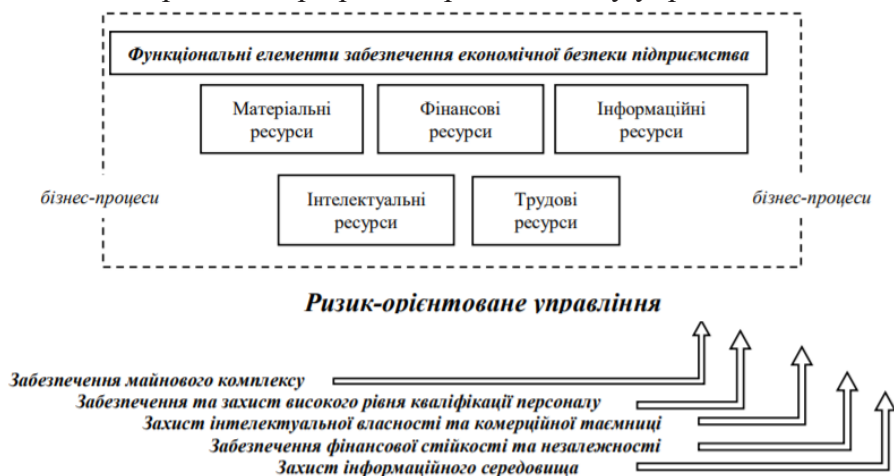 Функціональні елементи забезпечення економічної безпеки підприємства
Матеріальні
ресурси
Фінансові
ресурси
Інформаційні
ресурси
бізнес-процеси
Інтелектуальні
ресурси
Трудові
ресурси
бізнес-процеси
Ризик-орієнтоване управління
Забезпечення майнового комплексу
Забезпечення та захист високого рівня кваліфікації персоналу
Захист інтелектуальної власності та комерційної таємниці
Забезпечення фінансової стійкості та незалежності
Захист інформаційного середовища